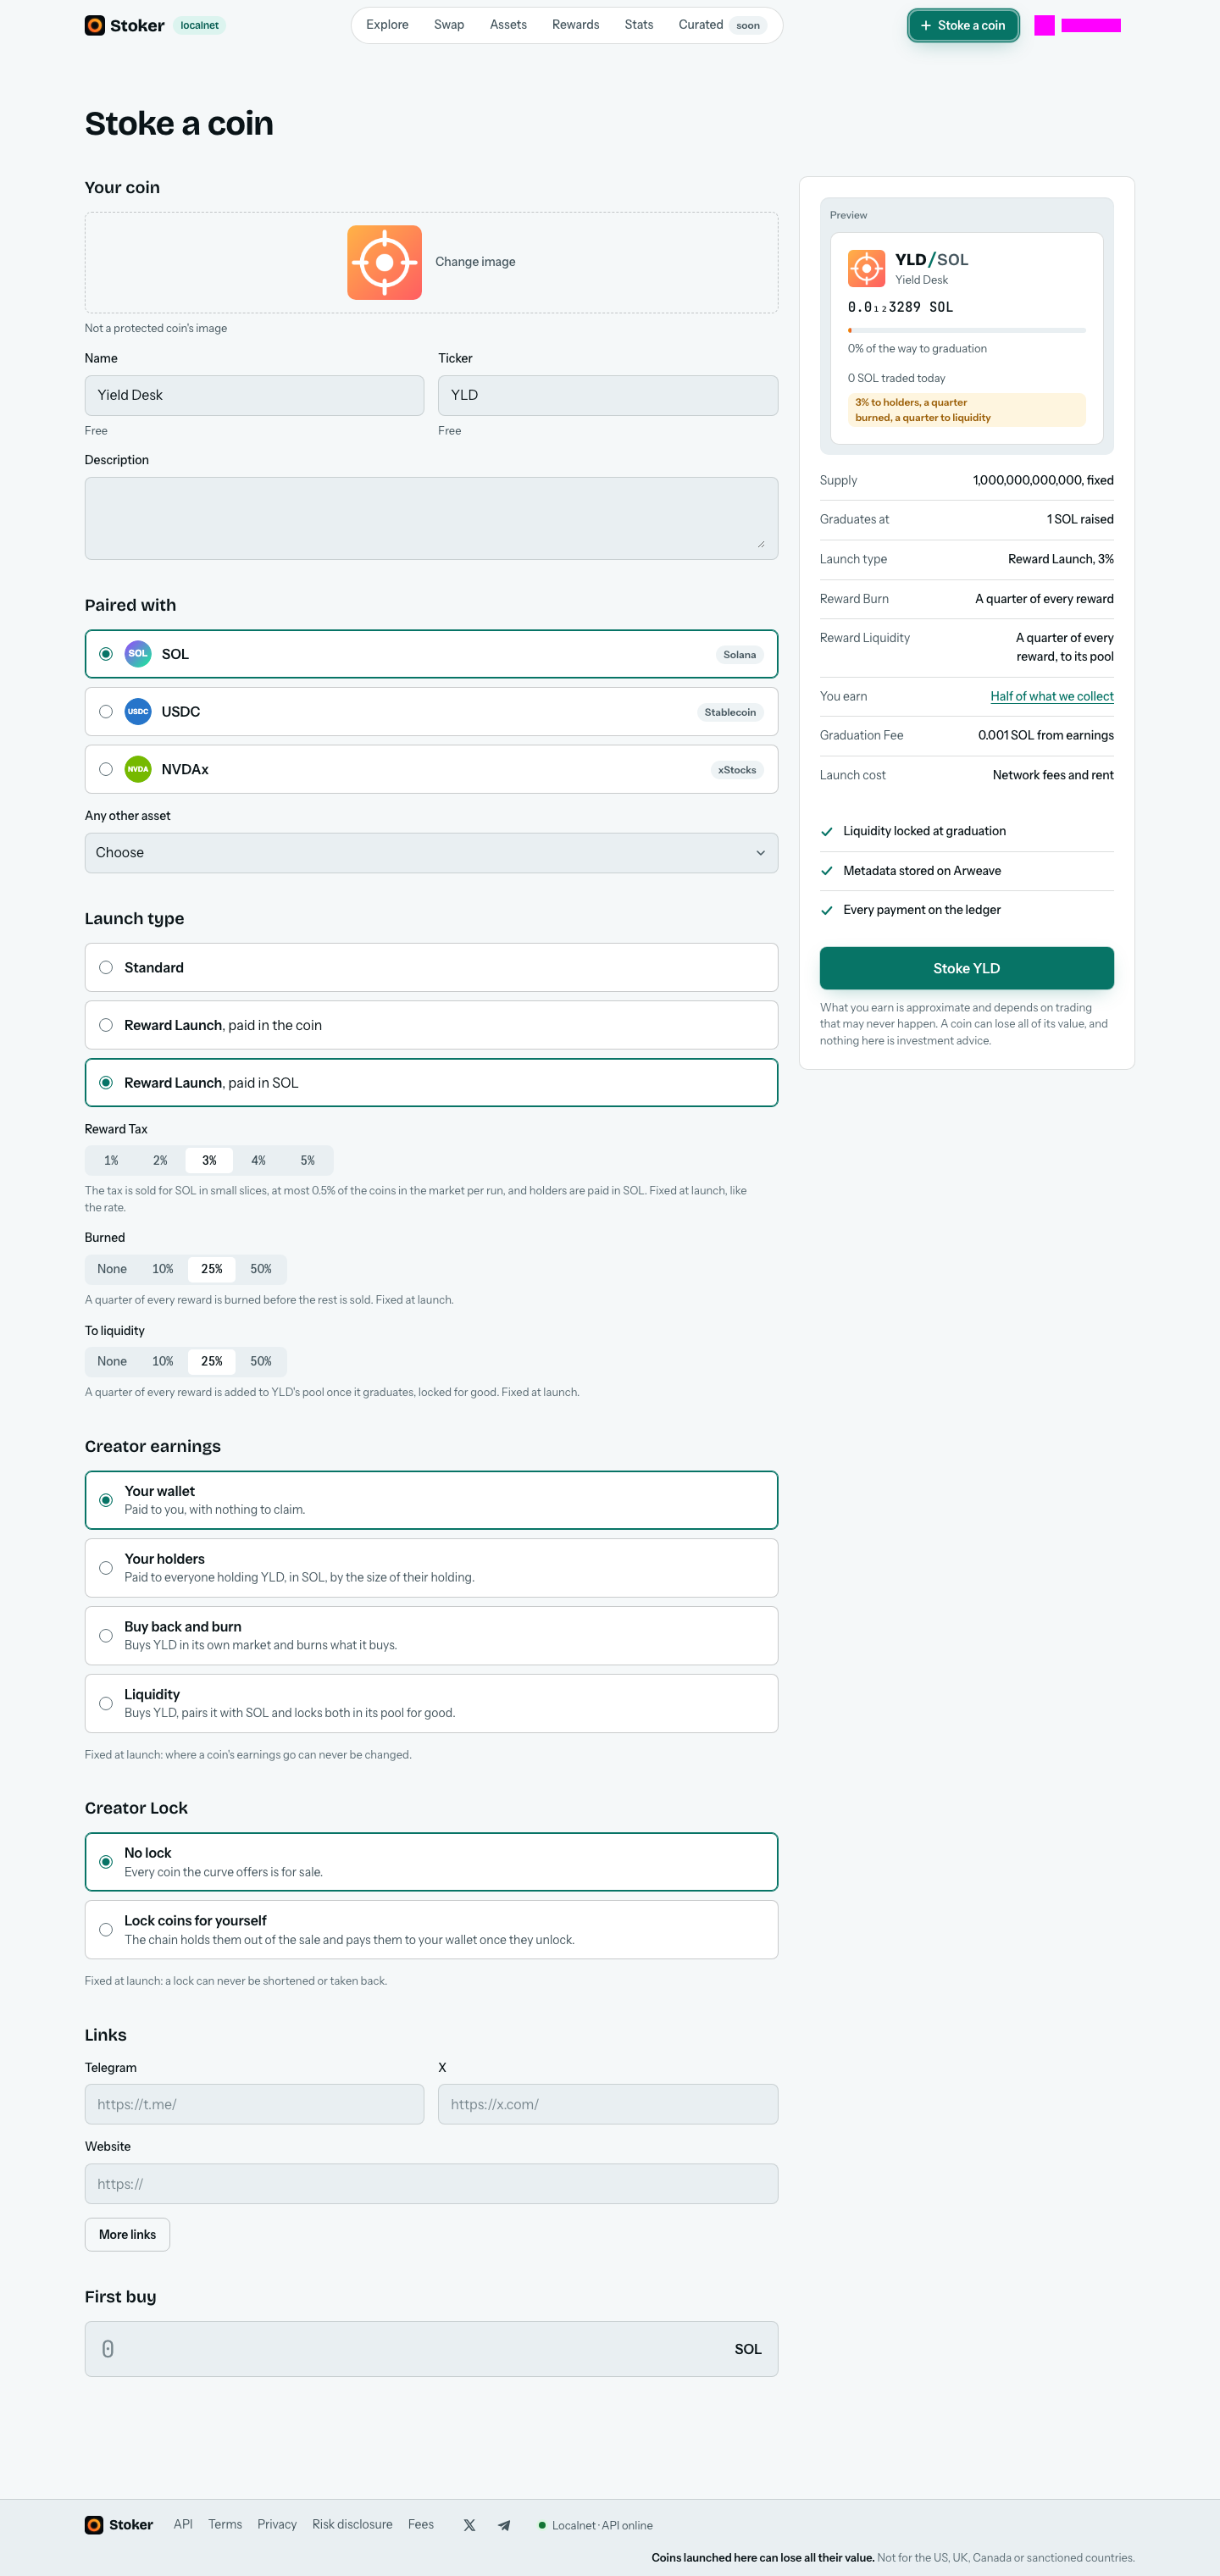 Stoker localnet Explore Swap Assets Rewards Stats Curated soon + Stoke a coin
Stoke a coin
Your coin
Change image
Not a protected coin's image
Name Ticker
Yield Desk YLD
Free Free
Description
Paired with
SOL SOL Solana
USDC USDC Stablecoin
NVDA NVDAx xStocks
Any other asset
Choose
Launch type
Standard
Reward Launch, paid in the coin
Reward Launch, paid in SOL
Reward Tax
1% 2% 3% 4% 5%
The tax is sold for SOL in small slices, at most 0.5% of the coins in the market per run, and holders are paid in SOL. Fixed at launch, like
the rate.
Burned
None 10% 25% 50%
A quarter of every reward is burned before the rest is sold. Fixed at launch.
To liquidity
None 10% 25% 50%
A quarter of every reward is added to YLD's pool once it graduates, locked for good. Fixed at launch.
Creator earnings
Your wallet
Paid to you, with nothing to claim.
Your holders
Paid to everyone holding YLD, in SOL, by the size of their holding.
Buy back and burn
Buys YLD in its own market and burns what it buys.
Liquidity
Buys YLD, pairs it with SOL and locks both in its pool for good.
Fixed at launch: where a coin's earnings go can never be changed.
Creator Lock
No lock
Every coin the curve offers is for sale.
Lock coins for yourself
The chain holds them out of the sale and pays them to your wallet once they unlock.
Fixed at launch: a lock can never be shortened or taken back.
Links
Telegram X
https://t.me/ https://x.com/
Website
https://
More links
First buy
0 SOL
Preview
YLD/SOL
Yield Desk
0.0₁₂3289 SOL
0% of the way to graduation
0 SOL traded today
3% to holders, a quarter
burned, a quarter to liquidity
Supply 1,000,000,000,000, fixed
Graduates at 1 SOL raised
Launch type Reward Launch, 3%
Reward Burn A quarter of every reward
Reward Liquidity A quarter of every
reward, to its pool
You earn Half of what we collect
Graduation Fee 0.001 SOL from earnings
Launch cost Network fees and rent
Liquidity locked at graduation
Metadata stored on Arweave
Every payment on the ledger
Stoke YLD
What you earn is approximate and depends on trading
that may never happen. A coin can lose all of its value, and
nothing here is investment advice.
Stoker API Terms Privacy Risk disclosure Fees Localnet · API online
Coins launched here can lose all their value. Not for the US, UK, Canada or sanctioned countries.